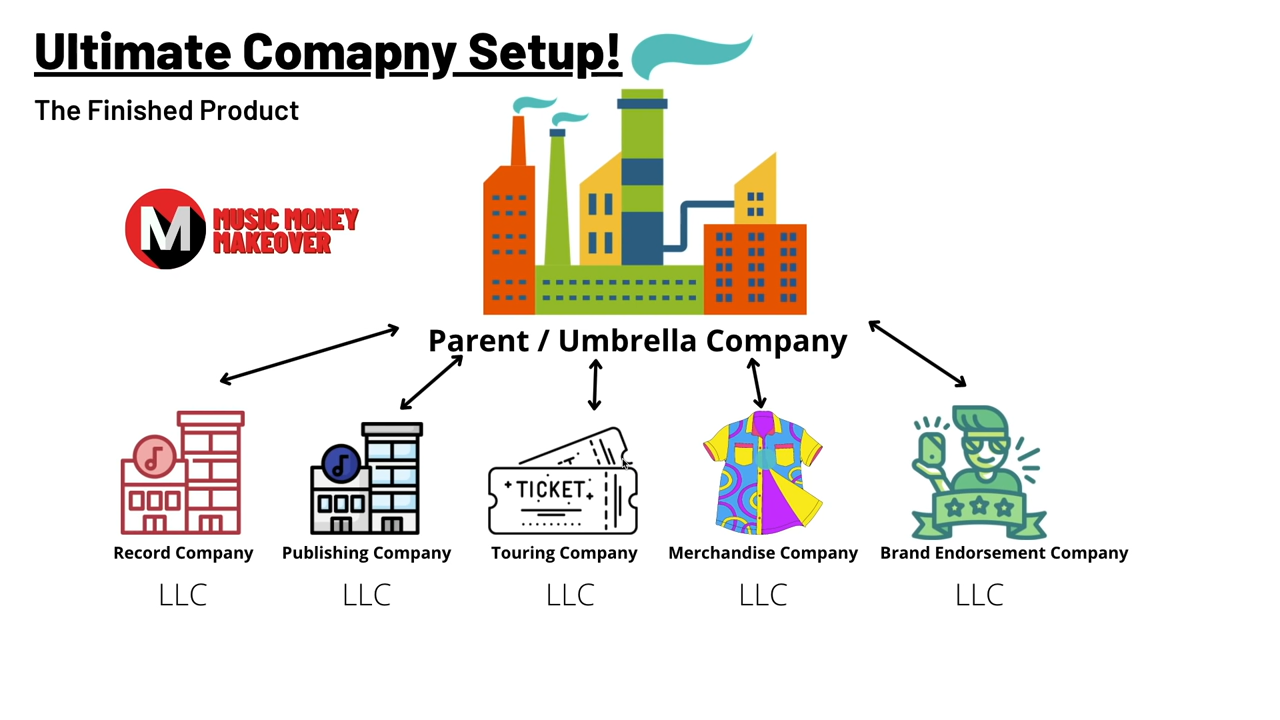 Ultimate Comapny Setup!
The Finished Product
M
MUSIC MONEY
MAKEOVER
Parent / Umbrella Company
TICKET
Record Company
Publishing Company
Touring Company
Merchandise Company
Brand Endorsement Company
LLC
LLC
LLC
LLC
LLC